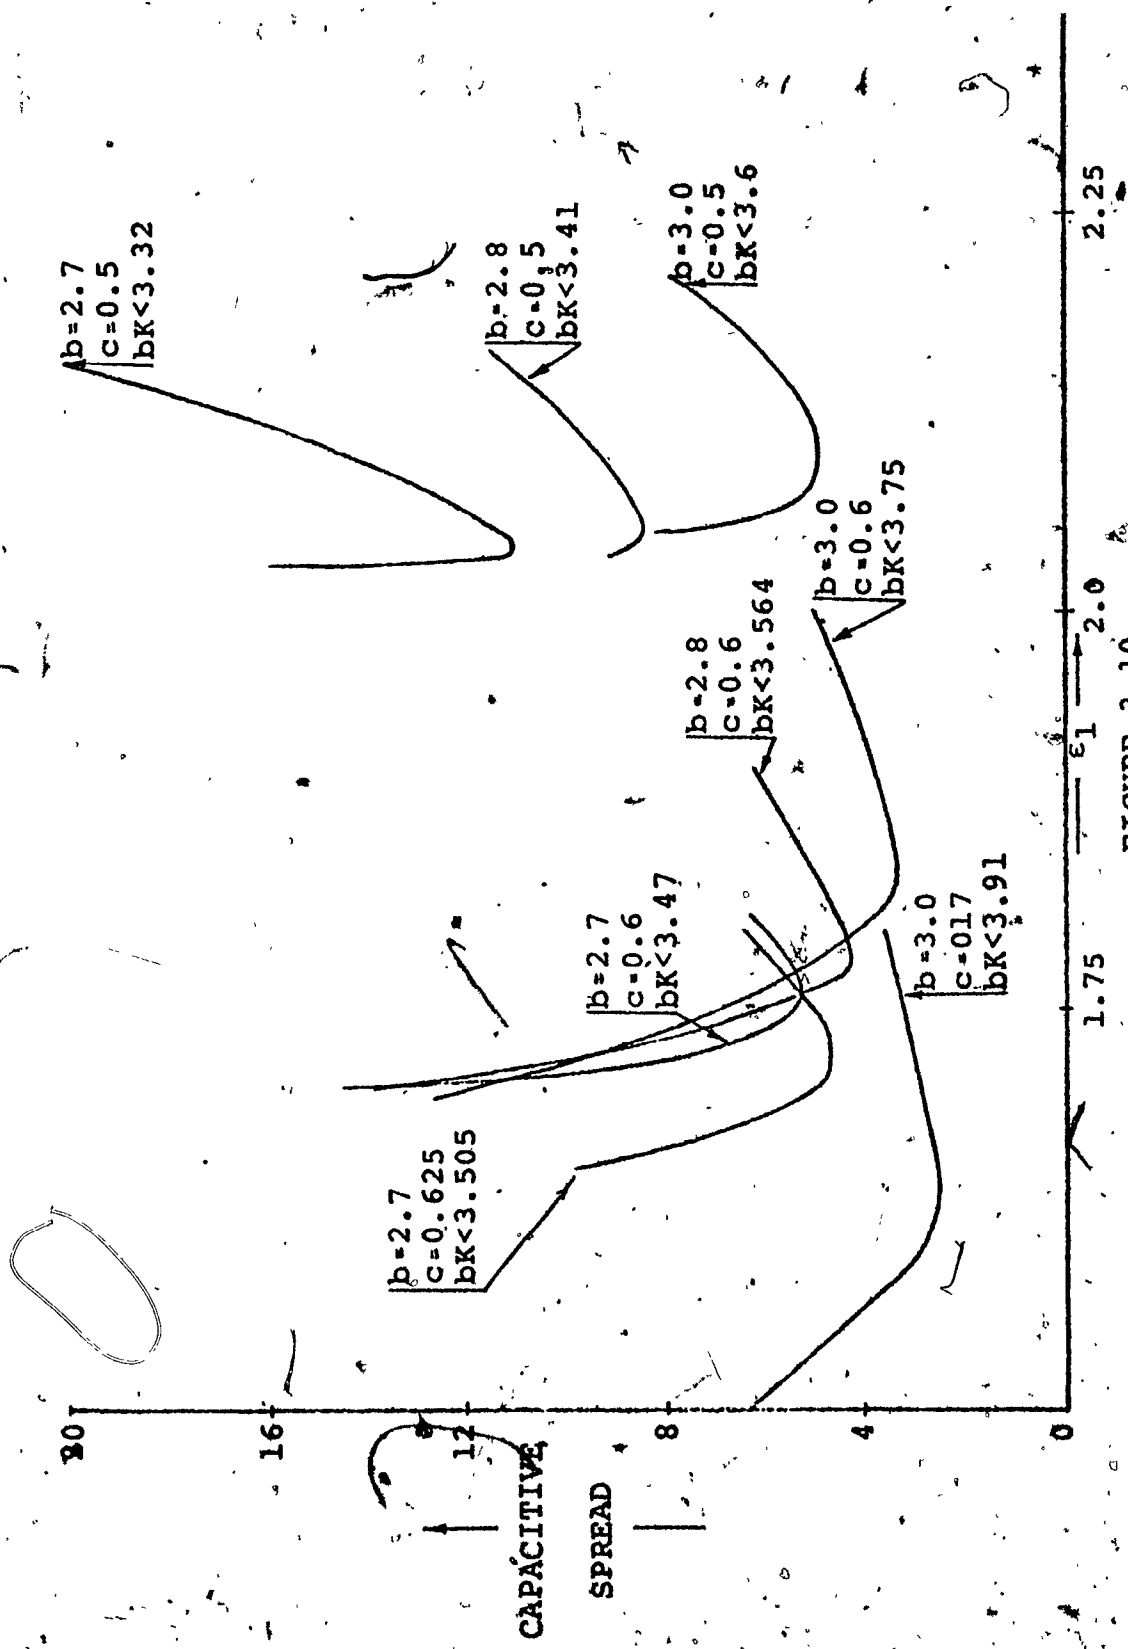 b=2.7
c=0.5
bK<3.32
b=2.8
c=0.5
bK<3.41
b=3.0
c=0.5
bK<3.6
b=3.0
c=0.6
bK<3.75
b=2.8
c=0.6
bK<3.564
b=2.7
c=0.6
bK<3.47
b=2.7
c=0.625
bK<3.505
b=3.0
c=017
bK<3.91
CAPACITIVE
SPREAD
20
16
12
8
4
0
1.75
2.0
2.25
ε1